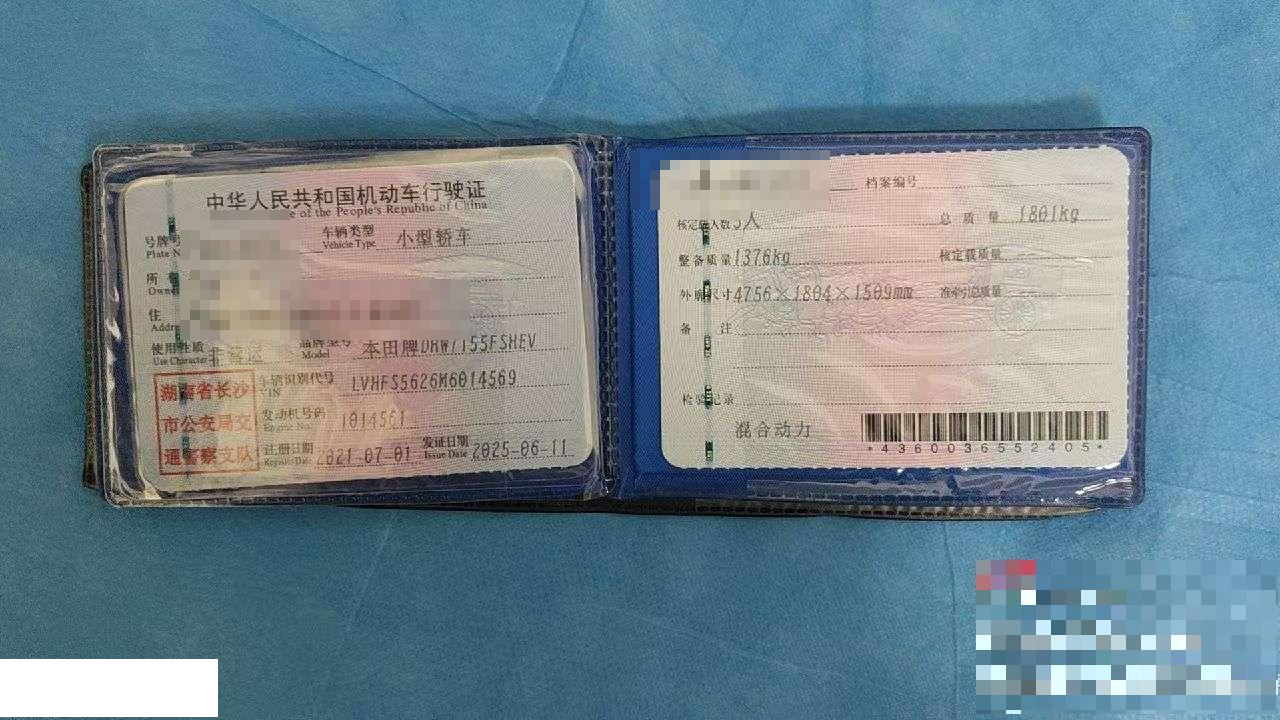 中华人民共和国机动车行驶证
e of the People's Republic of China
号牌号
Plate N
车辆类型
Vehicle Type
小型轿车
所
Owne
住
Addre
使用性质
Use Character
非营运
品牌型号
Model
本田牌DHW7155FSHEV
湖南省长沙
市公安局交
通警察支队
车辆识别代号
VIN
LVHFS5626M6014569
发动机号码
Engine No.
1014561
注册日期
Register Date
2021-07-01
发证日期
Issue Date
2025-06-11
档案编号
核定载人数 5人
总质量 1801kg
整备质量 1376kg
核定载质量
外廓尺寸 4756×1804×1509mm
准牵引总质量
备注
检验记录
混合动力
*4360036552405*